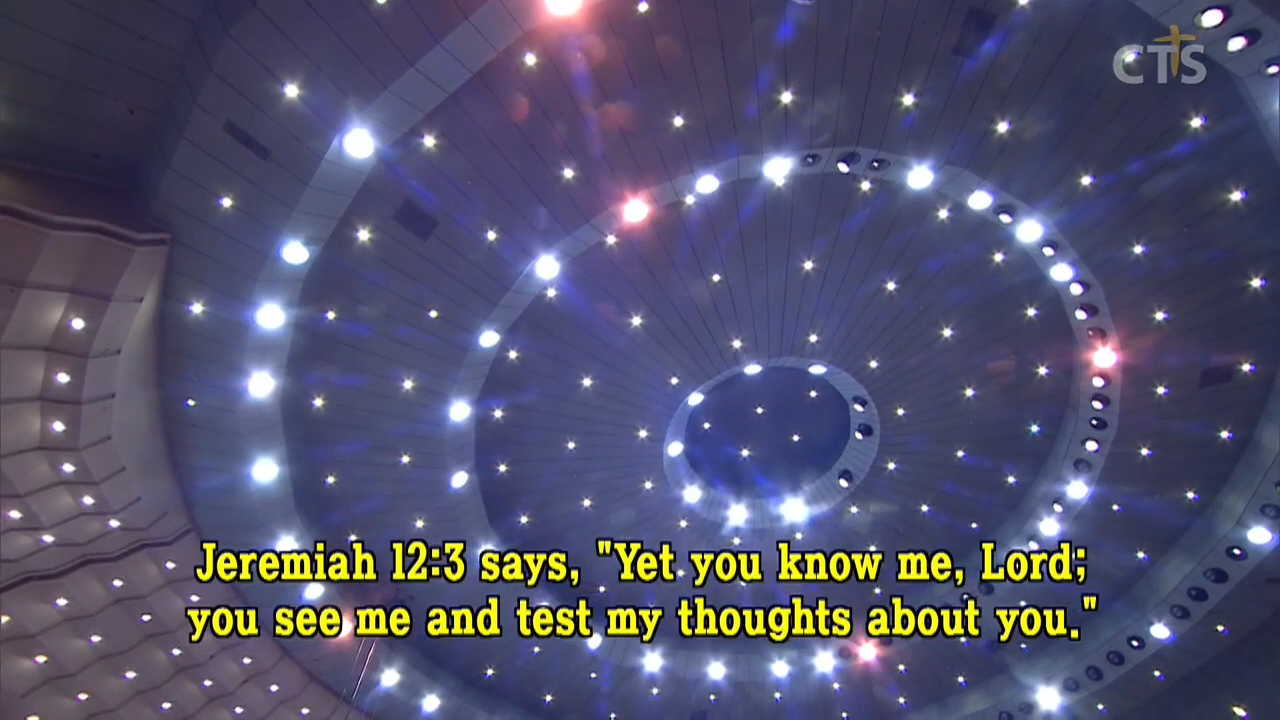 CTS
Jeremiah 12:3 says, "Yet you know me, Lord;
you see me and test my thoughts about you."